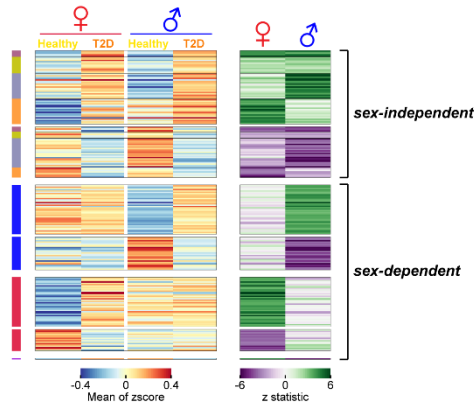 ♀ ♂
Healthy T2D Healthy T2D
♀ ♂
sex-independent
sex-dependent
-0.4 0 0.4
Mean of zscore
-6 0 6
z statistic